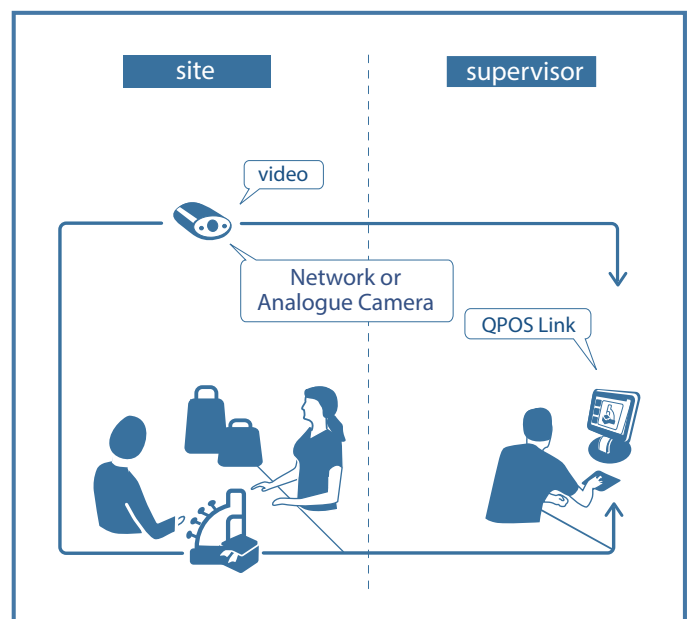 site
supervisor
video
Network or
Analogue Camera
QPOS Link